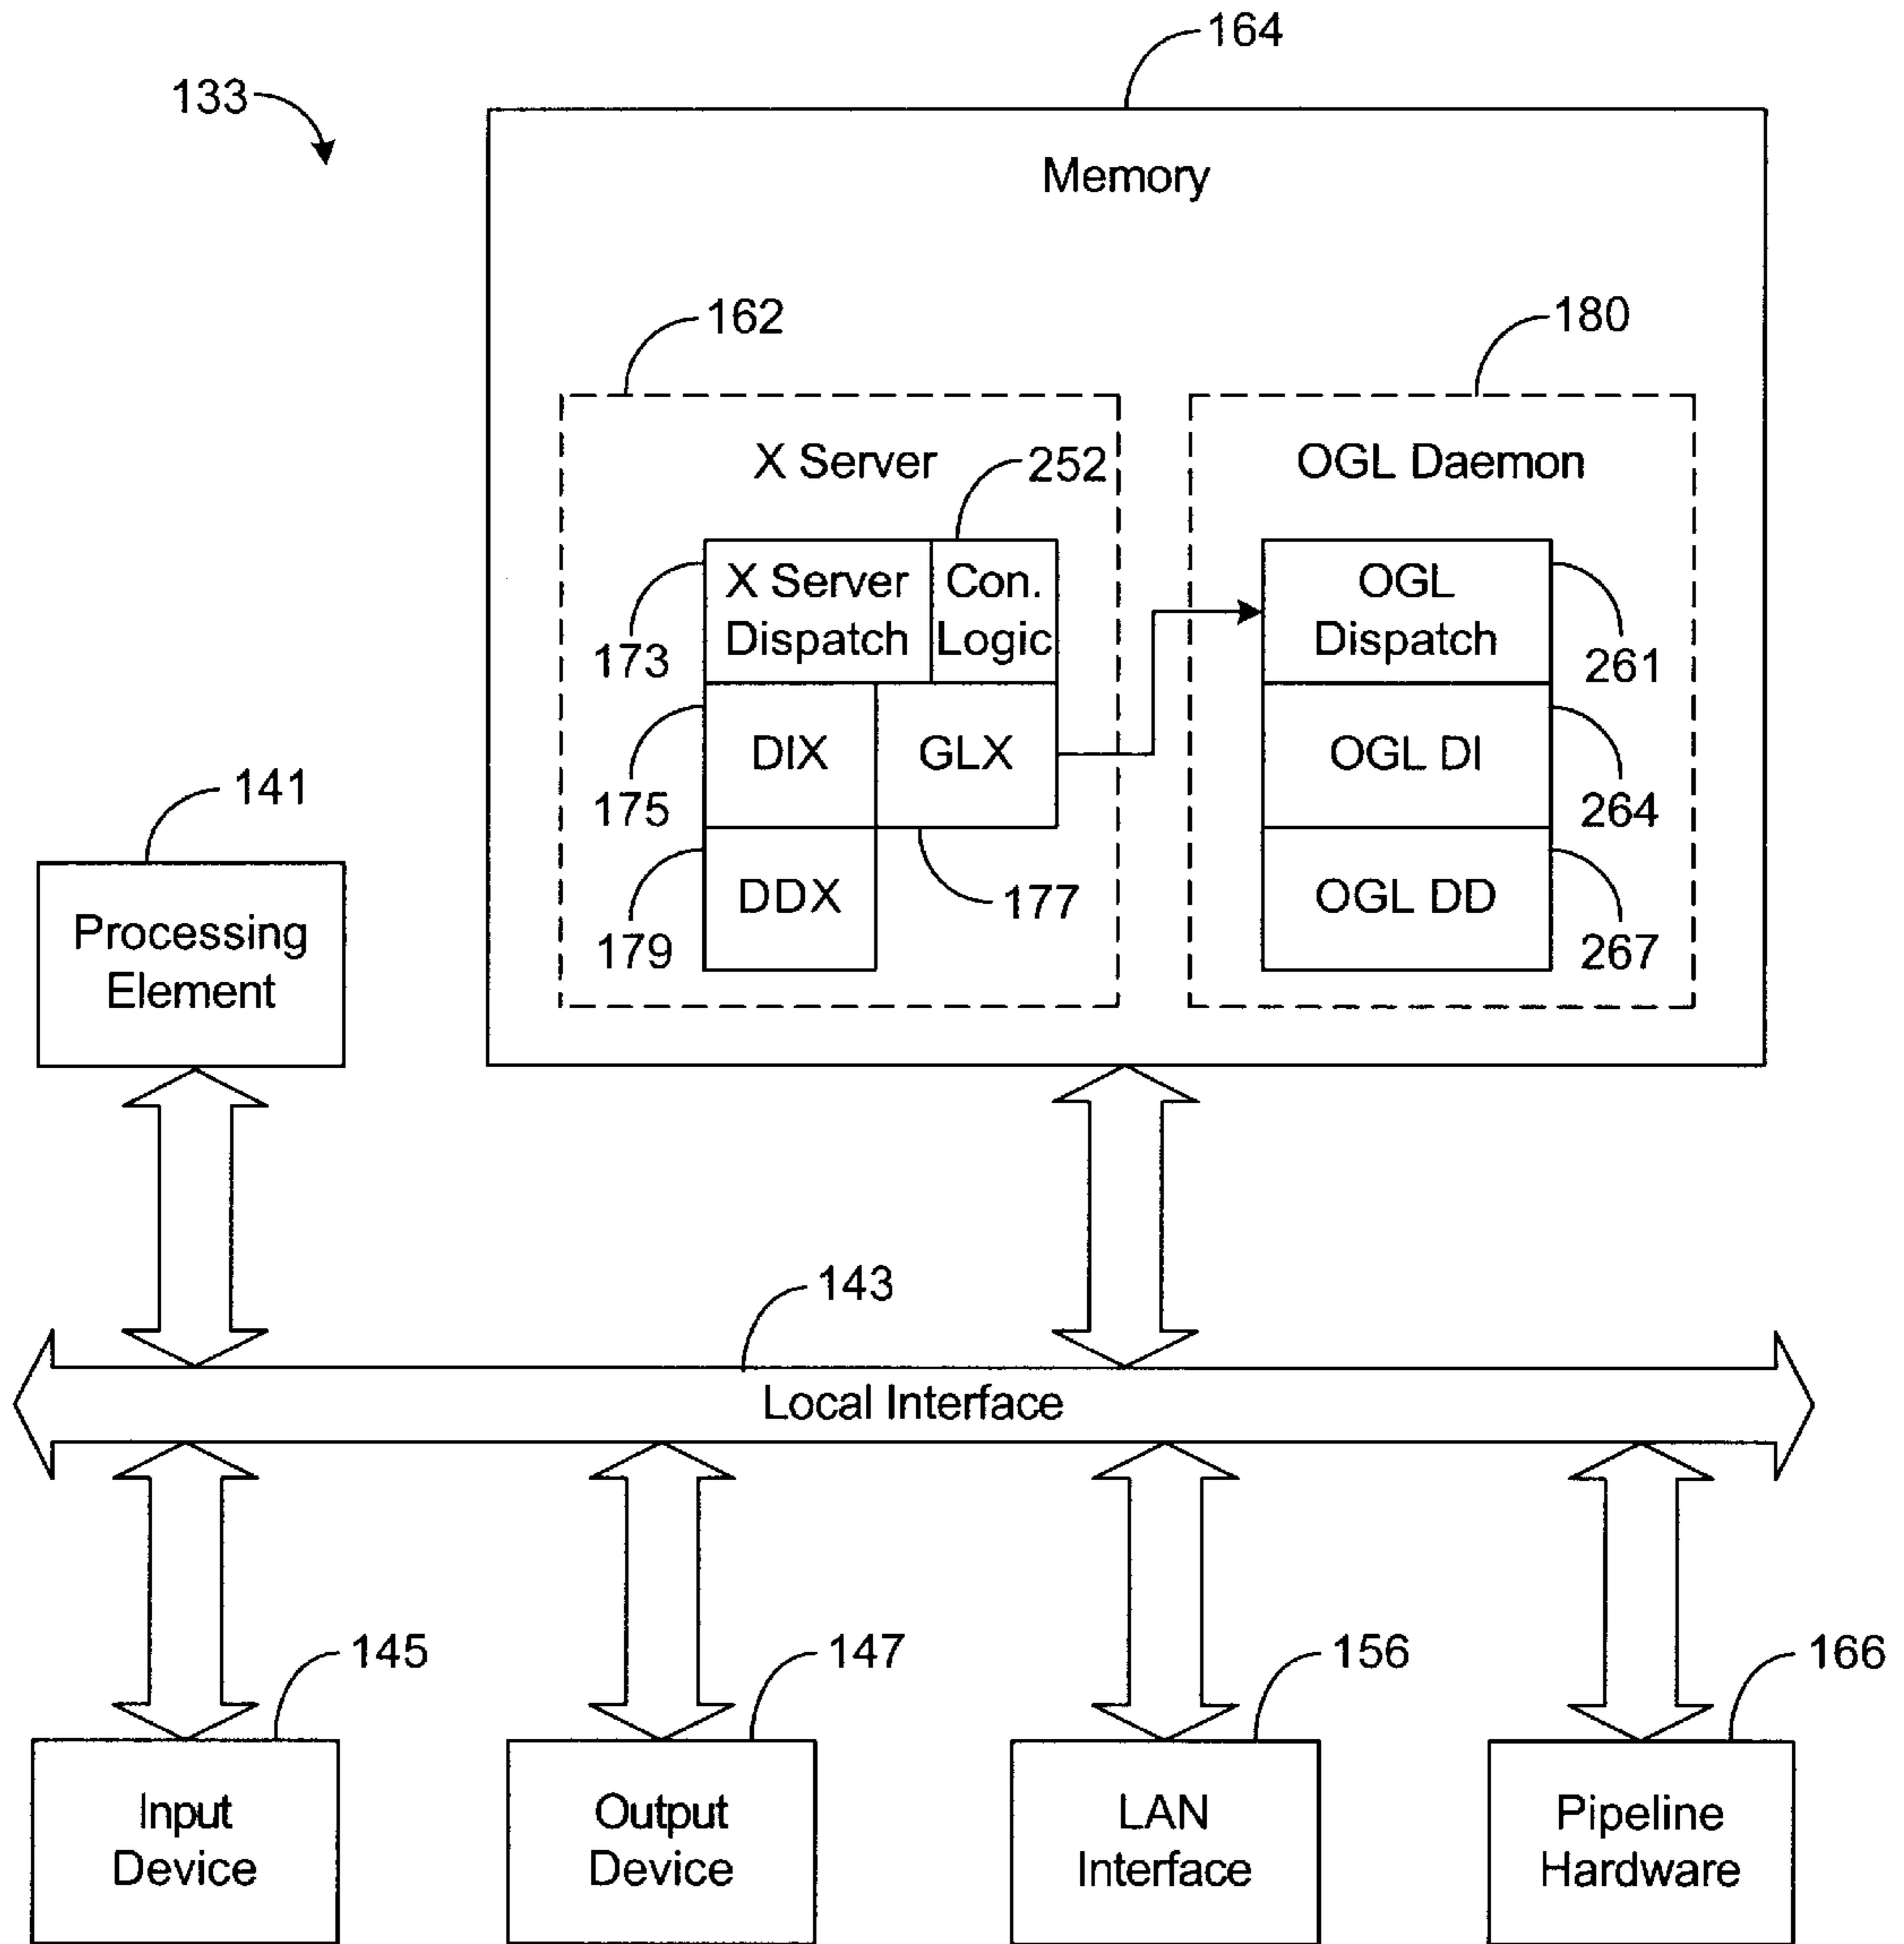 164
133
Memory
162
180
X Server
252
OGL Daemon
X Server
Dispatch
Con.
Logic
OGL
Dispatch
173
261
DIX
GLX
OGL DI
175
264
141
DDX
177
OGL DD
179
267
Processing
Element
143
Local Interface
145
147
156
166
Input
Device
Output
Device
LAN
Interface
Pipeline
Hardware